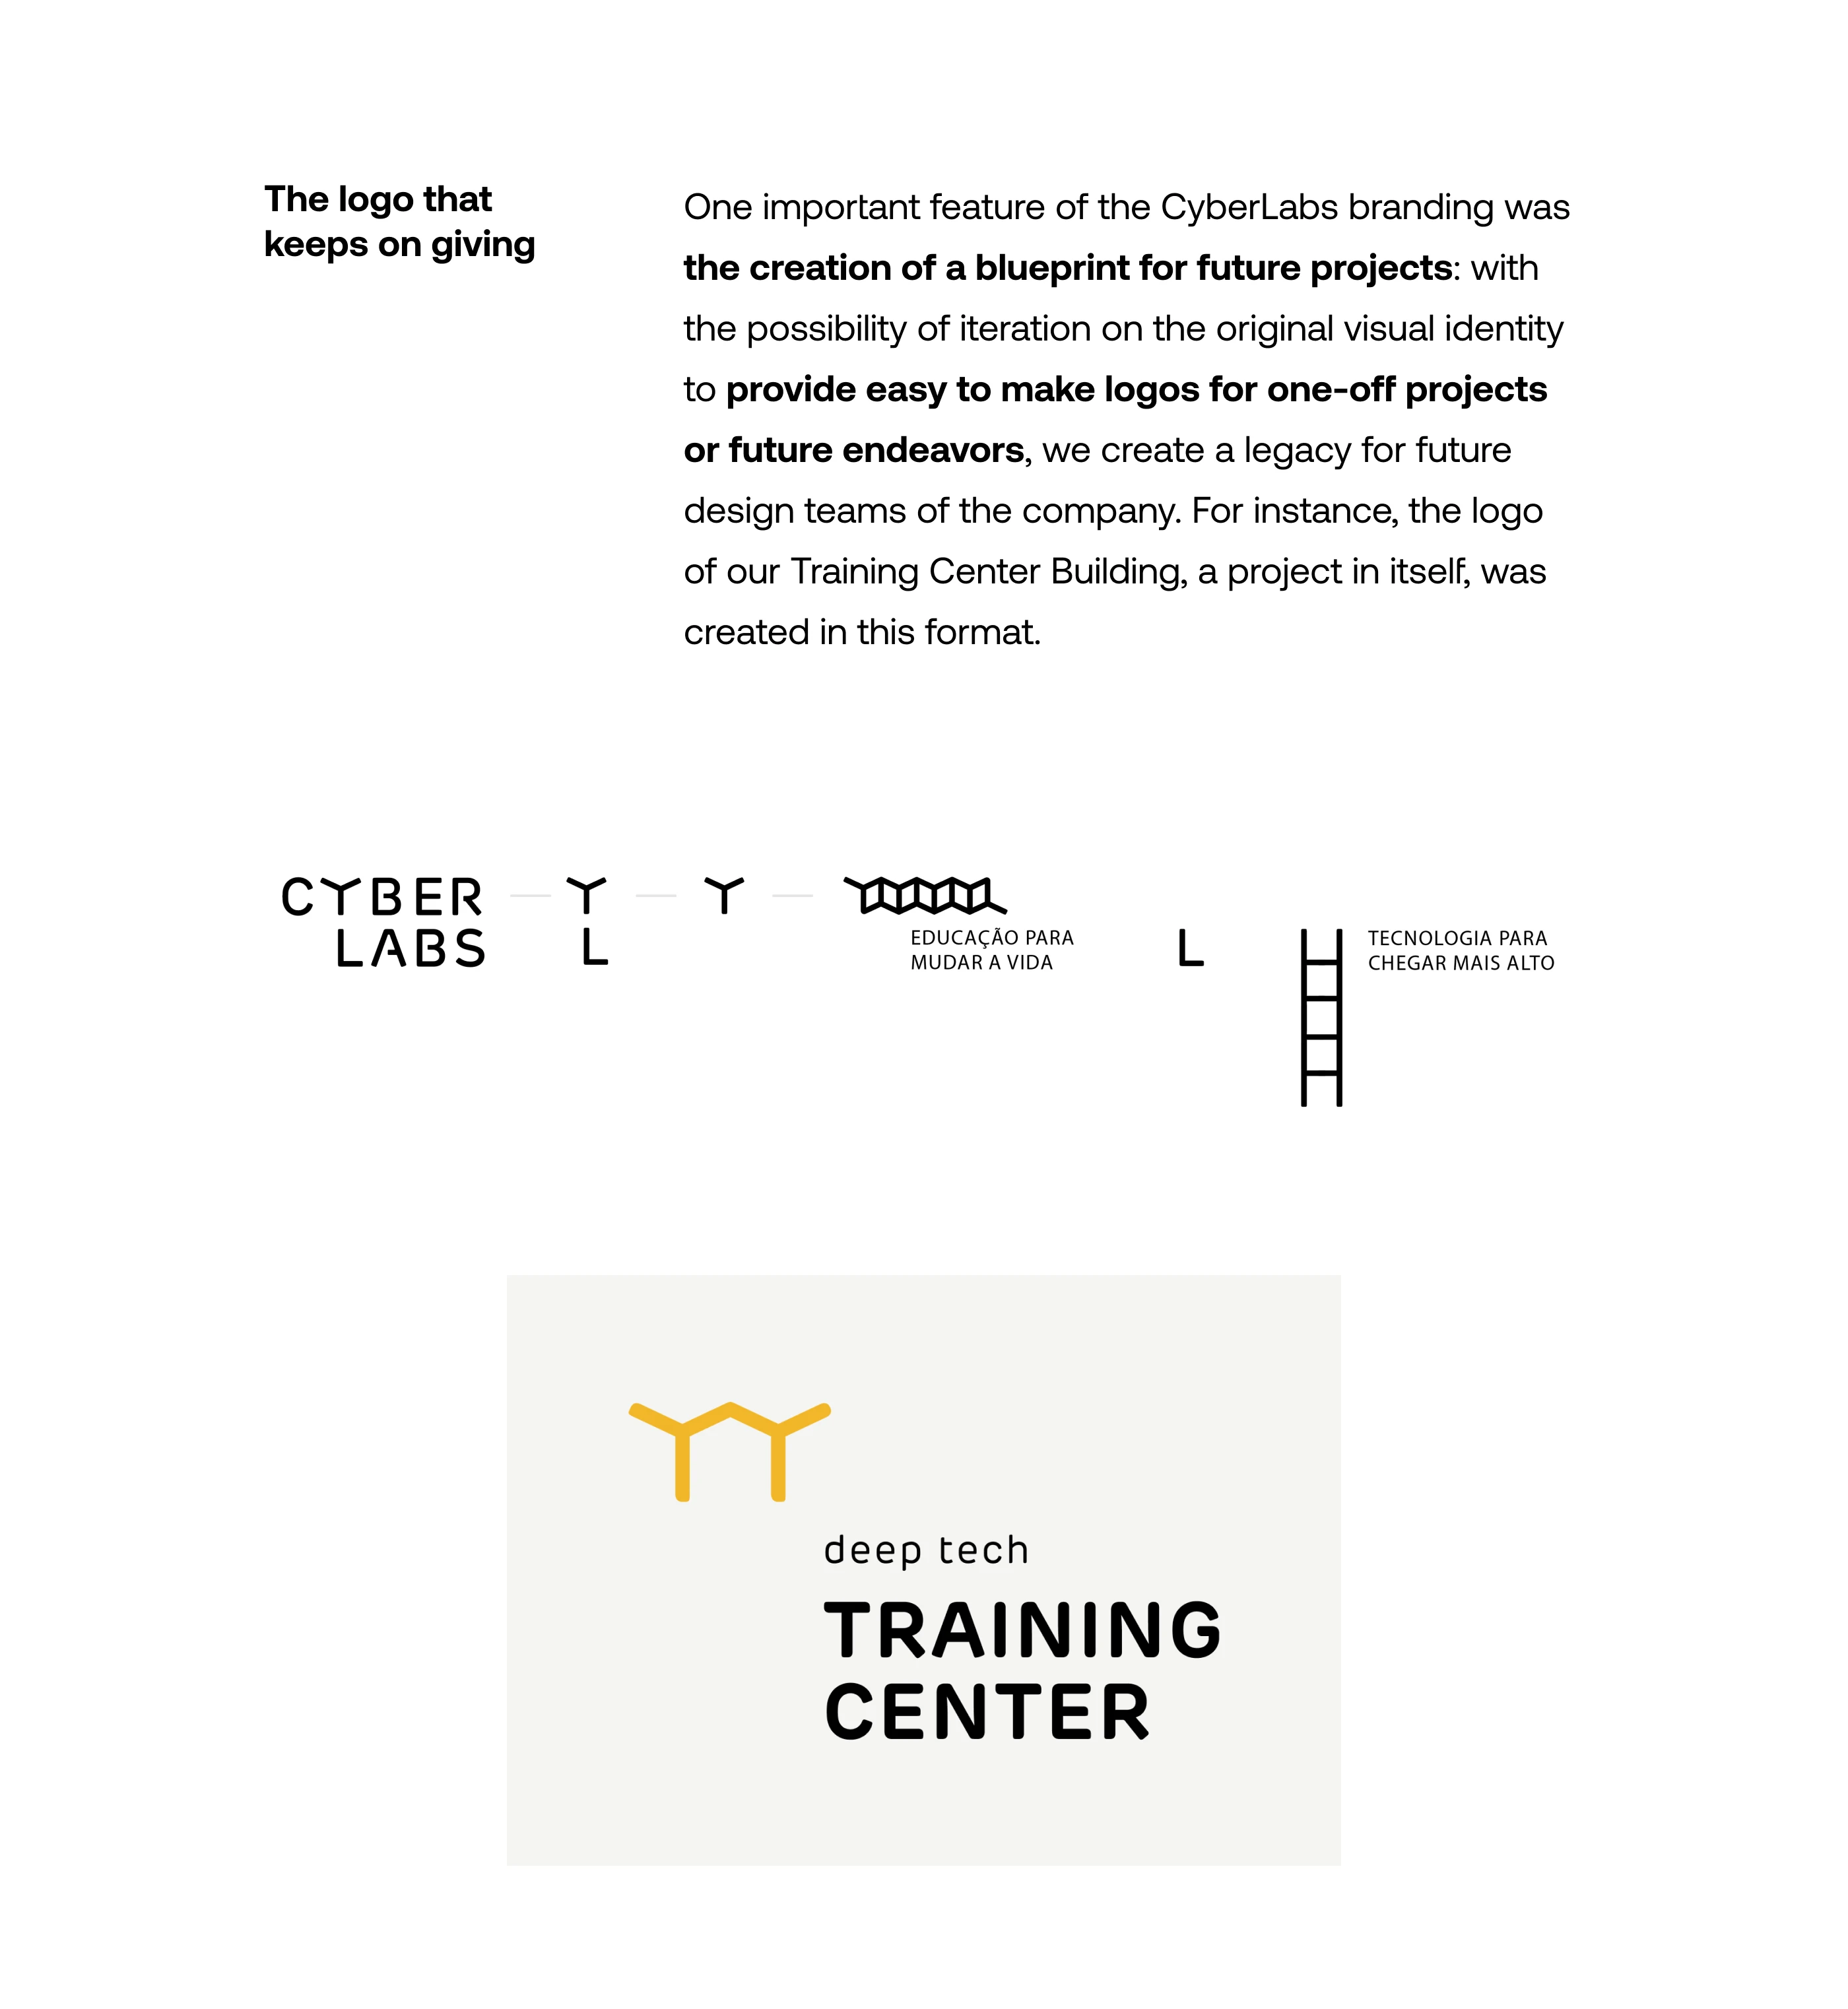 The logo that
keeps on giving
One important feature of the CyberLabs branding was
the creation of a blueprint for future projects: with
the possibility of iteration on the original visual identity
to provide easy to make logos for one-off projects
or future endeavors, we create a legacy for future
design teams of the company. For instance, the logo
of our Training Center Building, a project in itself, was
created in this format.
CYBER
LABS
Y
L
Y
EDUCAÇÃO PARA
MUDAR A VIDA
L
TECNOLOGIA PARA
CHEGAR MAIS ALTO
deep tech
TRAINING
CENTER